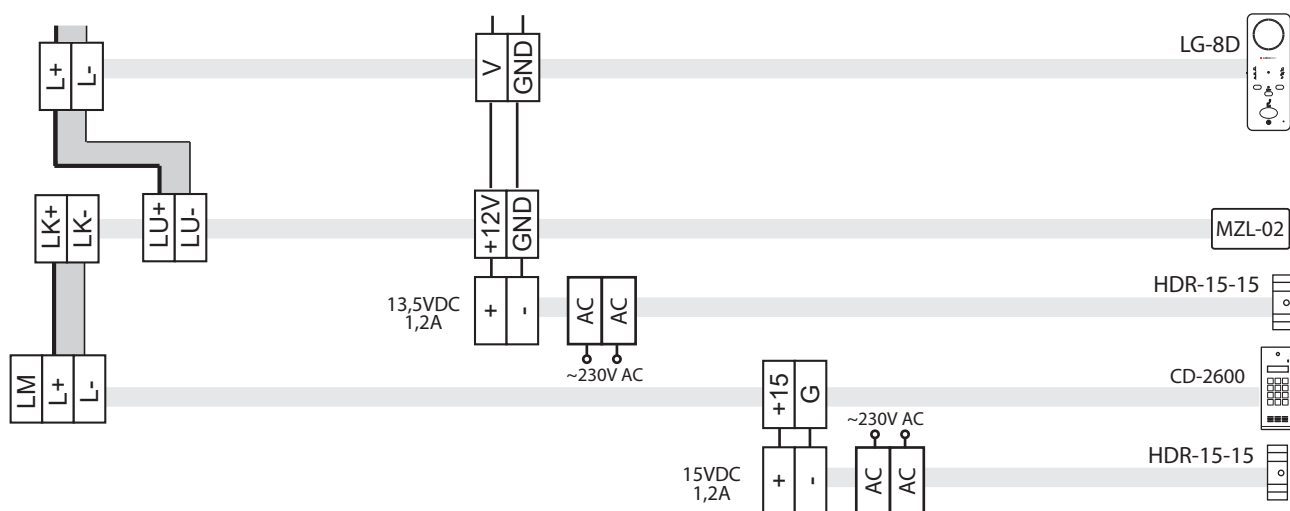 L+ L- V GND LG-8D
LK+ LK- LU+ LU- +12V GND MZL-02
13,5VDC
1,2A
+ - AC AC HDR-15-15
~230V AC
LM L+ L- +15 G CD-2600
~230V AC
15VDC
1,2A
+ - AC AC HDR-15-15